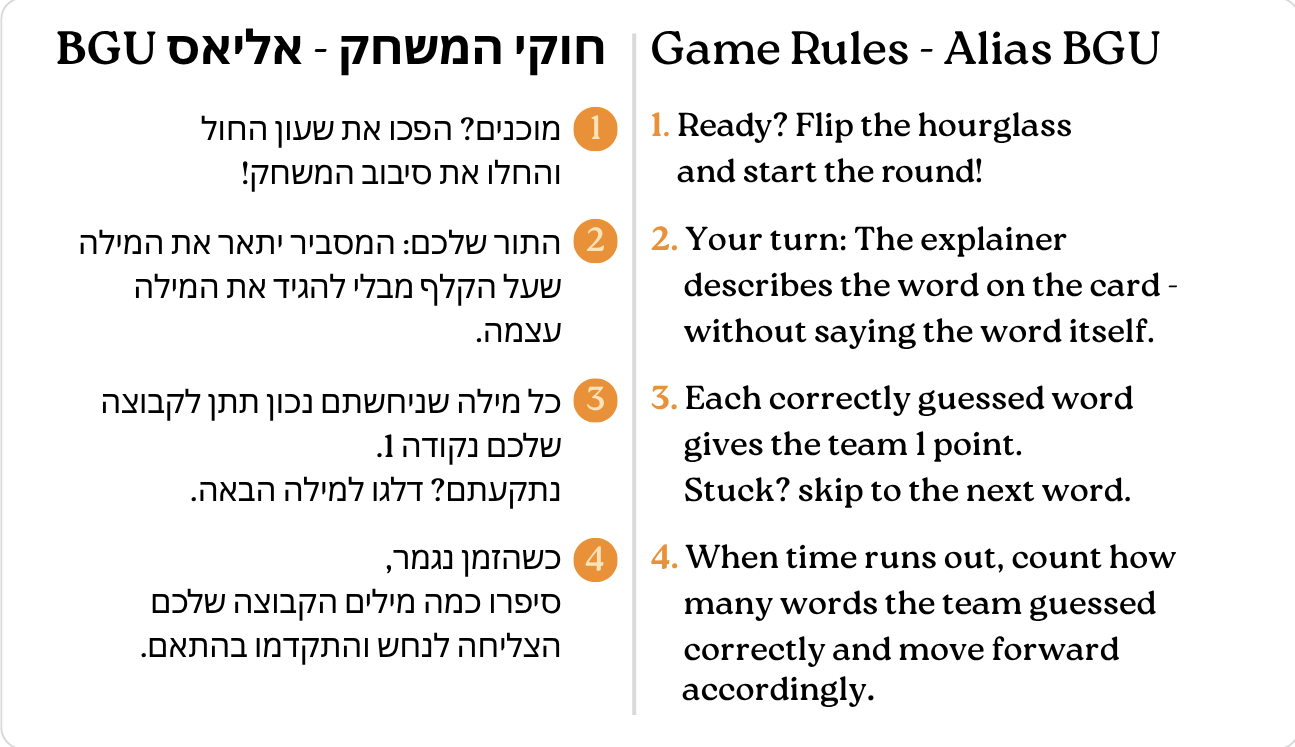 חוקי המשחק - אליאס BGU
1 מוכנים? הפכו את שעון החול
והחלו את סיבוב המשחק!
2 התור שלכם: המסביר יתאר את המילה
שעל הקלף מבלי להגיד את המילה
עצמה.
3 כל מילה שניחשתם נכון תתן לקבוצה
שלכם נקודה 1.
נתקעתם? דלגו למילה הבאה.
4 כשהזמן נגמר,
סיפרו כמה מילים הקבוצה שלכם
הצליחה לנחש והתקדמו בהתאם.
Game Rules - Alias BGU
1. Ready? Flip the hourglass
and start the round!
2. Your turn: The explainer
describes the word on the card -
without saying the word itself.
3. Each correctly guessed word
gives the team 1 point.
Stuck? skip to the next word.
4. When time runs out, count how
many words the team guessed
correctly and move forward
accordingly.